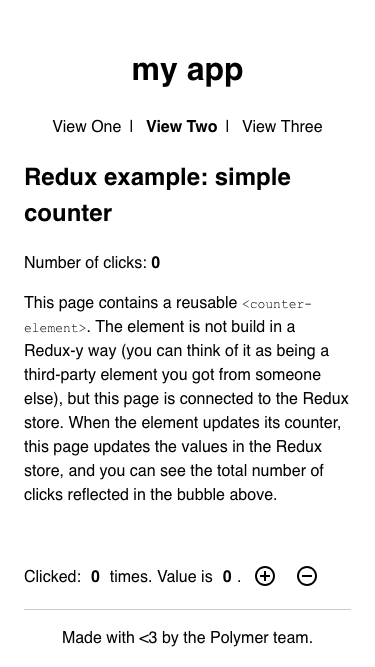 my app
View One | View Two | View Three
Redux example: simple
counter
Number of clicks: 0
This page contains a reusable <counter-
element>. The element is not build in a
Redux-y way (you can think of it as being a
third-party element you got from someone
else), but this page is connected to the Redux
store. When the element updates its counter,
this page updates the values in the Redux
store, and you can see the total number of
clicks reflected in the bubble above.
Clicked: 0 times. Value is 0 .
Made with <3 by the Polymer team.